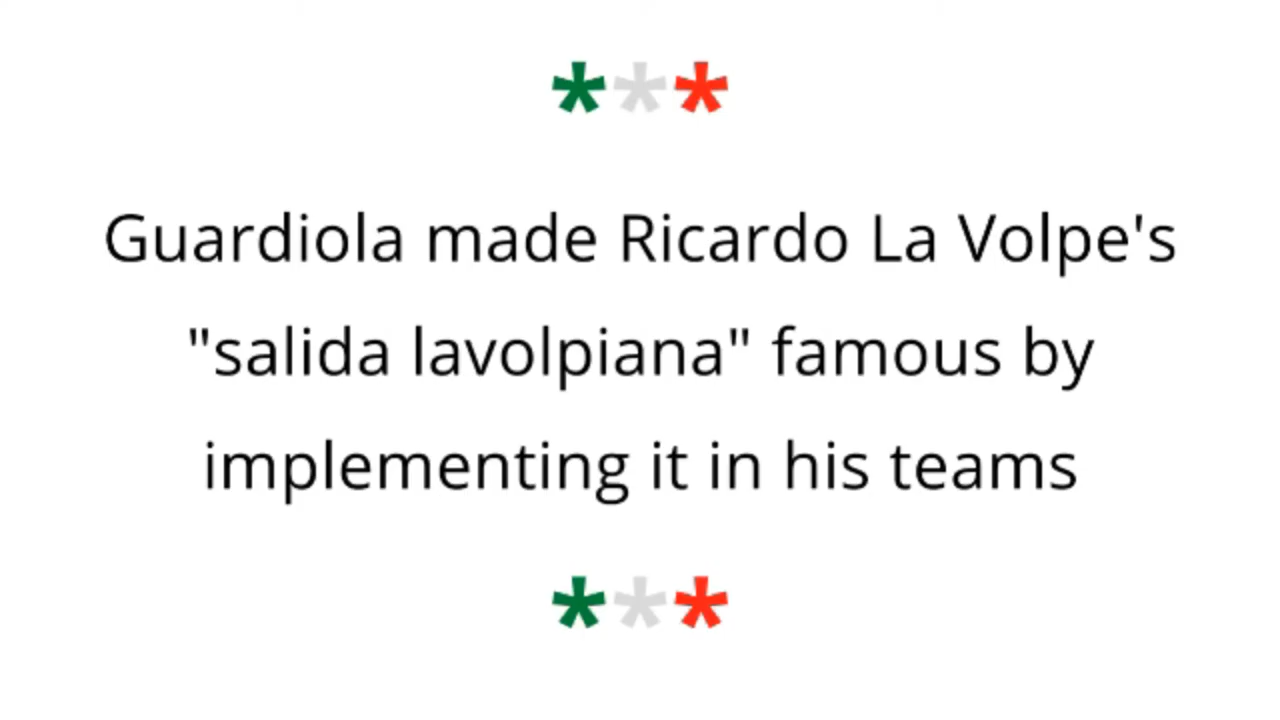 ***
Guardiola made Ricardo La Volpe's
"salida lavolpiana" famous by
implementing it in his teams
***